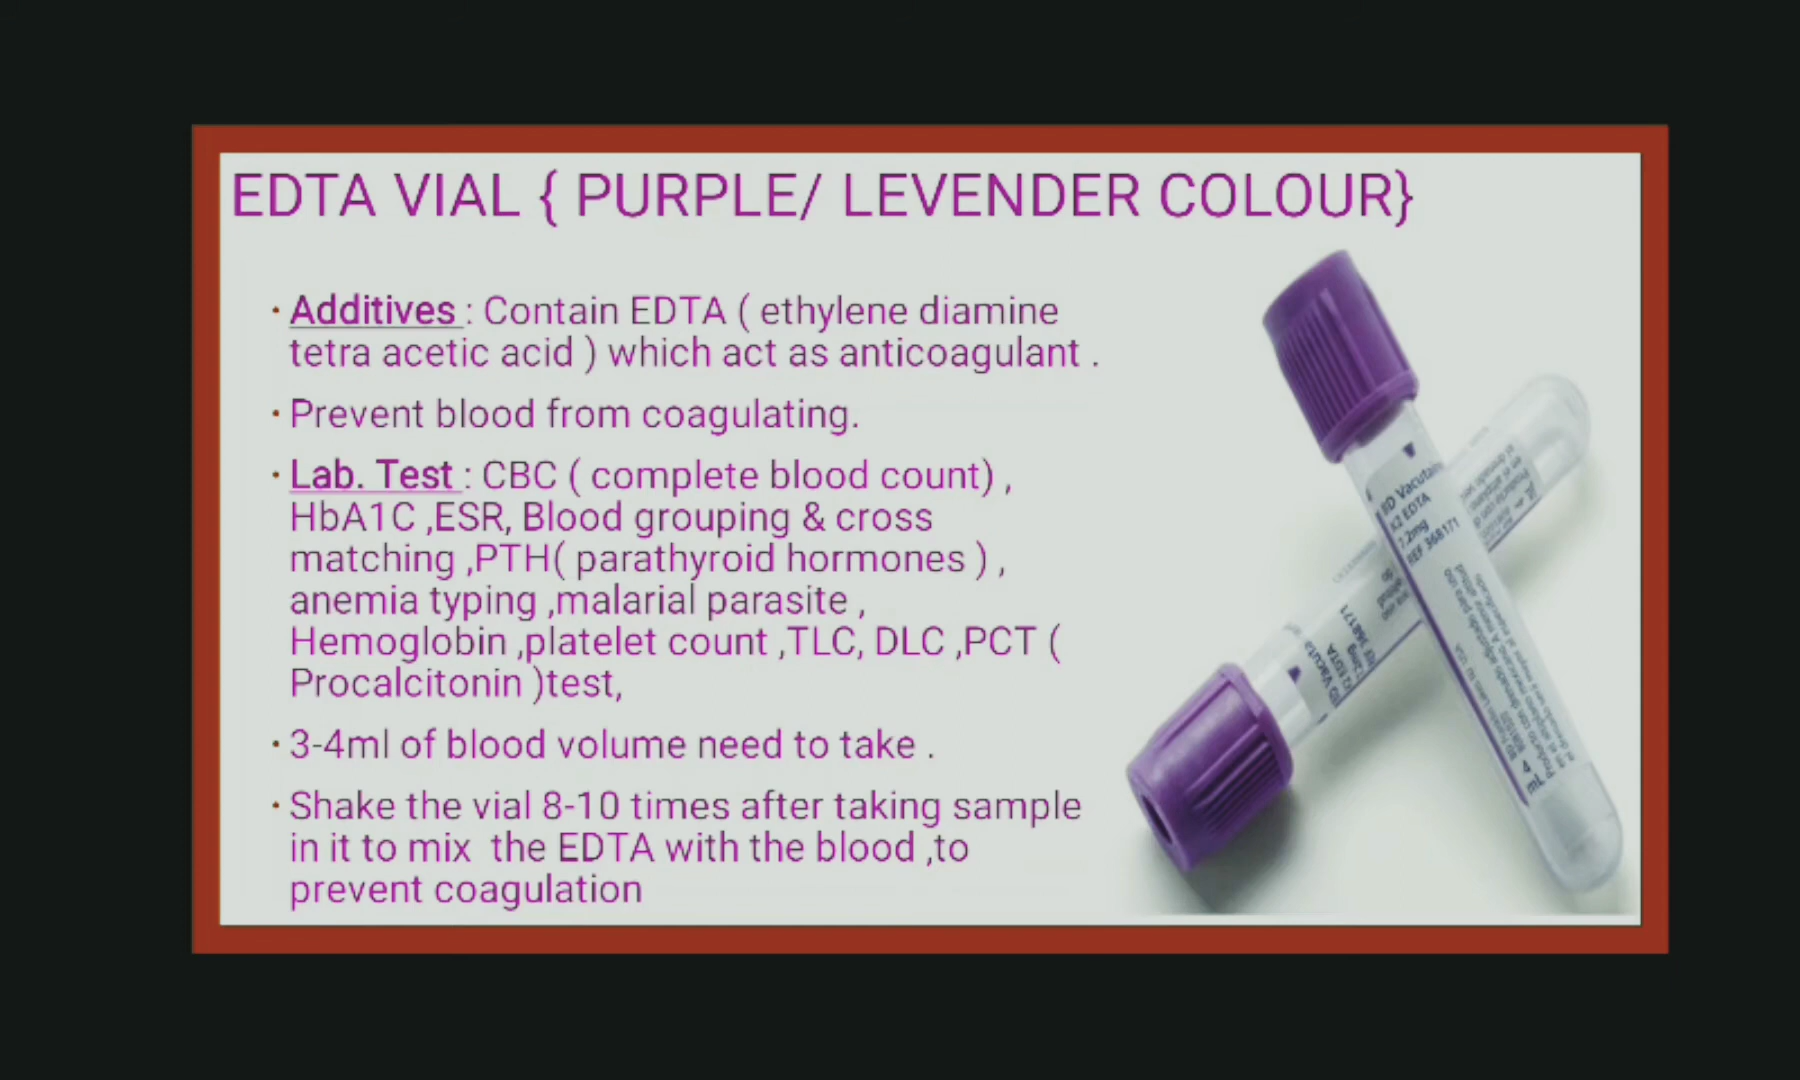 EDTA VIAL { PURPLE/ LEVENDER COLOUR}
· Additives : Contain EDTA ( ethylene diamine
tetra acetic acid ) which act as anticoagulant .
· Prevent blood from coagulating.
· Lab. Test : CBC ( complete blood count) ,
HbA1C ,ESR, Blood grouping & cross
matching ,PTH( parathyroid hormones ) ,
anemia typing ,malarial parasite ,
Hemoglobin ,platelet count ,TLC, DLC ,PCT (
Procalcitonin )test,
· 3-4ml of blood volume need to take .
· Shake the vial 8-10 times after taking sample
in it to mix  the EDTA with the blood ,to
prevent coagulation
BD Vacutain
K2 EDTA
7.2mg
REF 368171